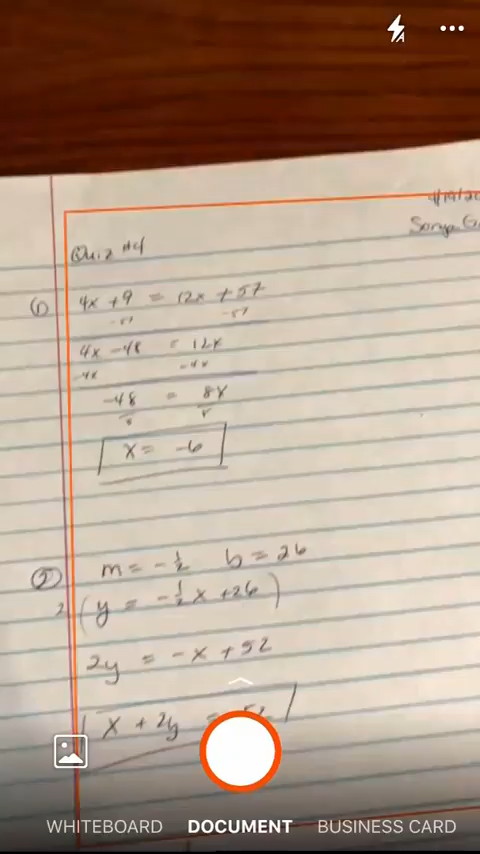 Quiz #4
① 4x + 9 = 12x + 57
-57 -57
4x - 48 = 12x
-4x -4x
-48 = 8x
8 8
x = -6
② m = -1/2 b = 26
2 ( y = -1/2x + 26 )
2y = -x + 52
x + 2y = 52
WHITEBOARD DOCUMENT BUSINESS CARD